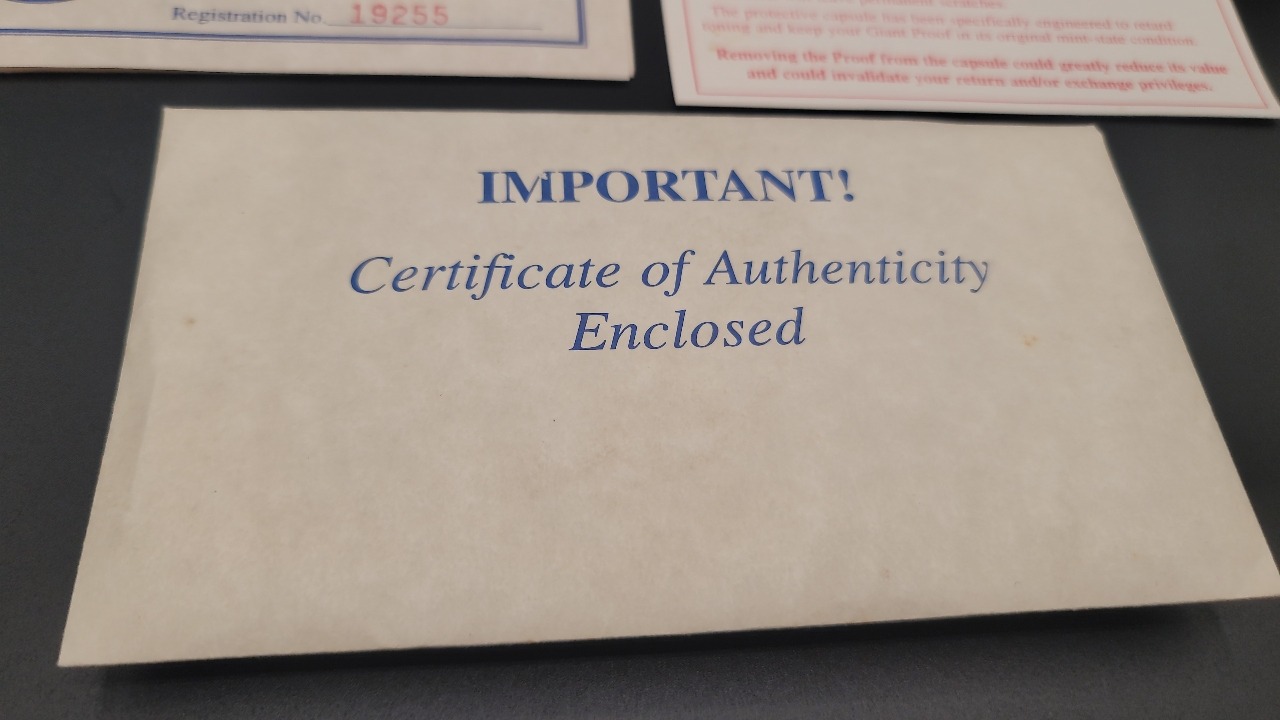 Registration No. 19255
permanent scratches.
The protective capsule has been specifically engineered to retard
toning and keep your Giant Proof in its original mint-state condition.
Removing the Proof from the capsule could greatly reduce its value
and could invalidate your return and/or exchange privileges.
IMPORTANT!
Certificate of Authenticity
Enclosed